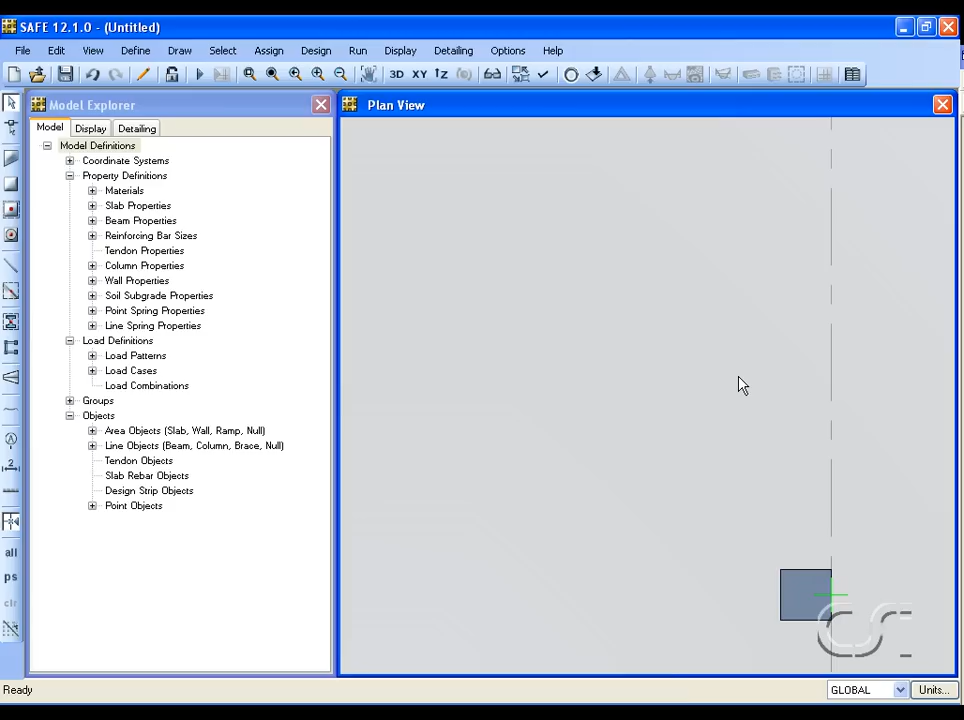 SAFE 12.1.0 - (Untitled)
File Edit View Define Draw Select Assign Design Run Display Detailing Options Help
3D XY
Model Explorer
Plan View
Model Display Detailing
Model Definitions
Coordinate Systems
Property Definitions
Materials
Slab Properties
Beam Properties
Reinforcing Bar Sizes
Tendon Properties
Column Properties
Wall Properties
Soil Subgrade Properties
Point Spring Properties
Line Spring Properties
Load Definitions
Load Patterns
Load Cases
Load Combinations
Groups
Objects
Area Objects (Slab, Wall, Ramp, Null)
Line Objects (Beam, Column, Brace, Null)
Tendon Objects
Slab Rebar Objects
Design Strip Objects
Point Objects
all
ps
clr
CSI
Ready
GLOBAL
Units...